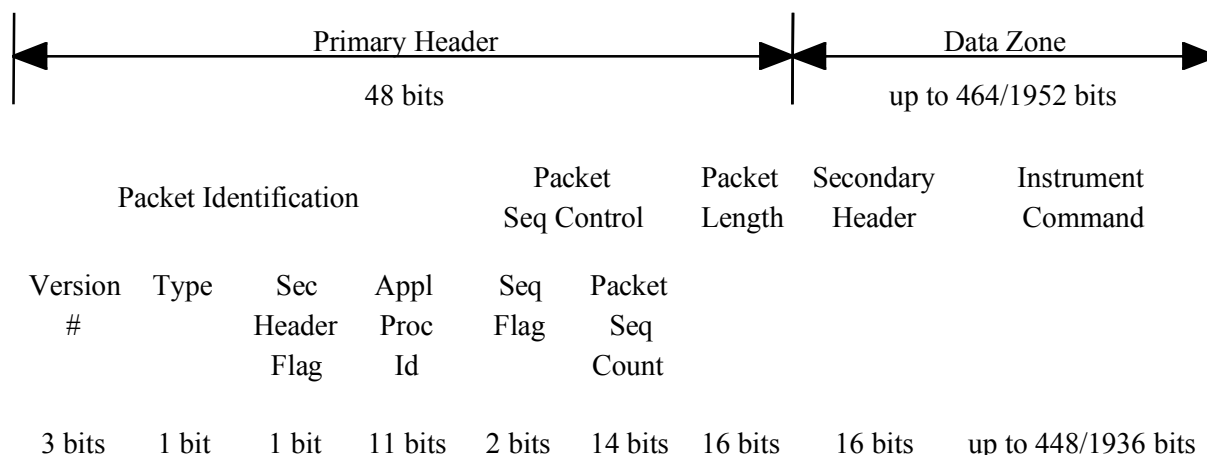 Primary Header Data Zone
48 bits up to 464/1952 bits
Packet Identification Packet Seq Control Packet Length Secondary Header Instrument Command
Version # Type Sec Header Flag Appl Proc Id Seq Flag Packet Seq Count
3 bits 1 bit 1 bit 11 bits 2 bits 14 bits 16 bits 16 bits up to 448/1936 bits